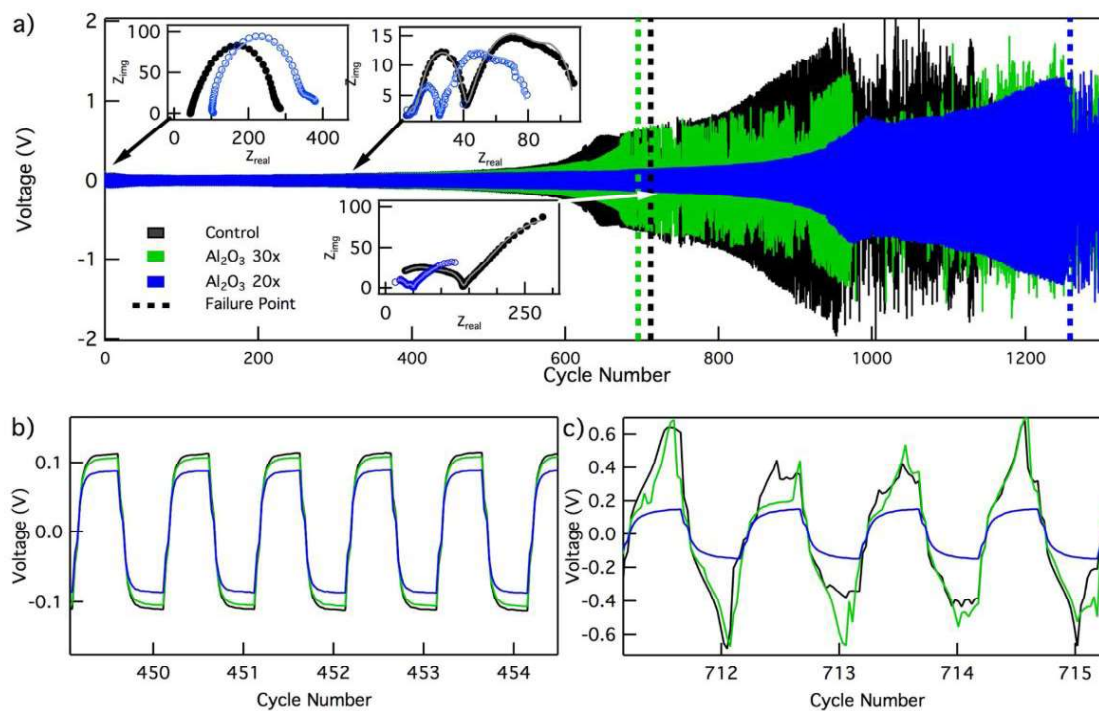 a)
2
1
0
-1
-2
Voltage (V)
0
200
400
600
800
1000
1200
Cycle Number
100
50
0
Zimg
0
200
400
Zreal
15
10
5
Zimg
0
40
80
Zreal
100
50
0
Zimg
0
250
Zreal
Control
Al₂O₃ 30x
Al₂O₃ 20x
Failure Point
b)
0.1
0.0
-0.1
Voltage (V)
450
451
452
453
454
Cycle Number
c)
0.6
0.4
0.2
0.0
-0.2
-0.4
-0.6
Voltage (V)
712
713
714
715
Cycle Number